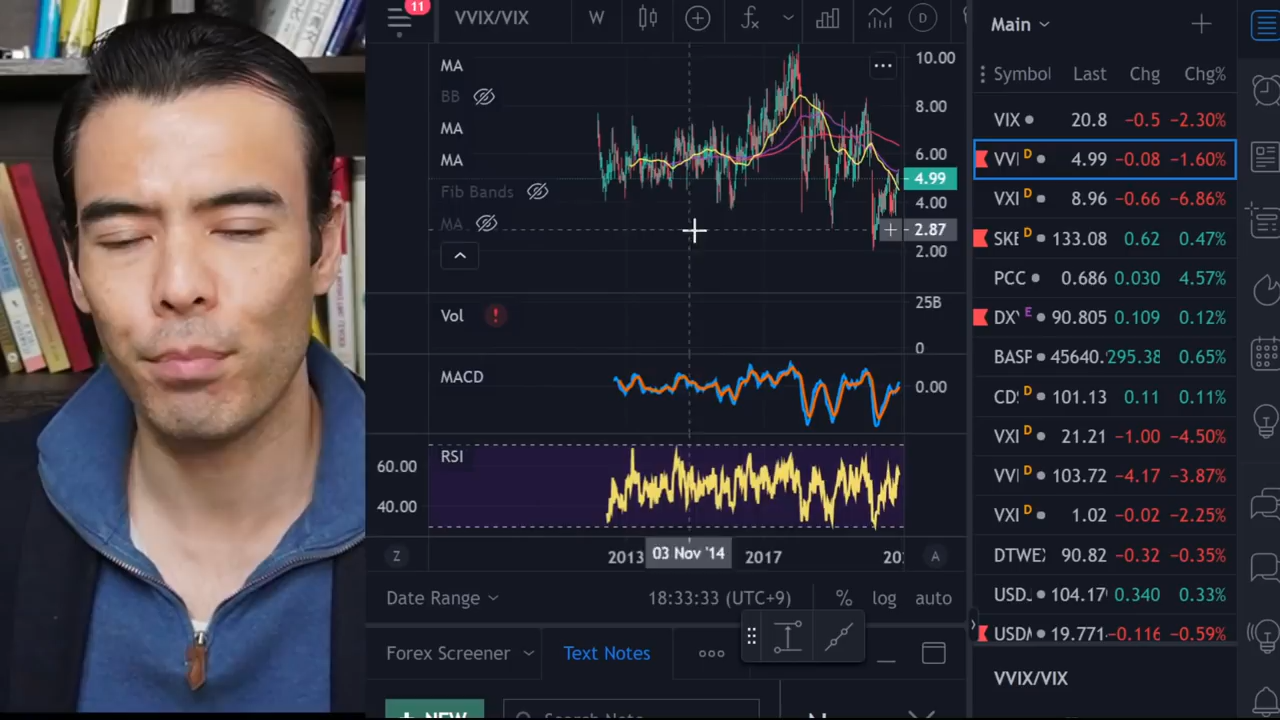 11
VVIX/VIX W D
MA
BB
MA
MA
Fib Bands
MA
10.00
8.00
6.00
4.99
4.00
2.87
2.00
Vol !
25B
0
MACD
0.00
RSI
60.00
40.00
Z 2013 03 Nov '14 2017 A
Date Range 18:33:33 (UTC+9) % log auto
Forex Screener Text Notes
+ NEW Search Note
Main
Symbol Last Chg Chg%
VIX 20.8 −0.5 −2.30%
VVI D 4.99 −0.08 −1.60%
VXI D 8.96 −0.66 −6.86%
SKE D 133.08 0.62 0.47%
PCC 0.686 0.030 4.57%
DXY E 90.805 0.109 0.12%
BASP 45640. 295.38 0.65%
CD D 101.13 0.11 0.11%
VXI D 21.21 −1.00 −4.50%
VVI D 103.72 −4.17 −3.87%
VXI D 1.02 −0.02 −2.25%
DTWEX 90.82 −0.32 −0.35%
USDJ 104.17 0.340 0.33%
USDM 19.771 −0.116 −0.59%
VVIX/VIX